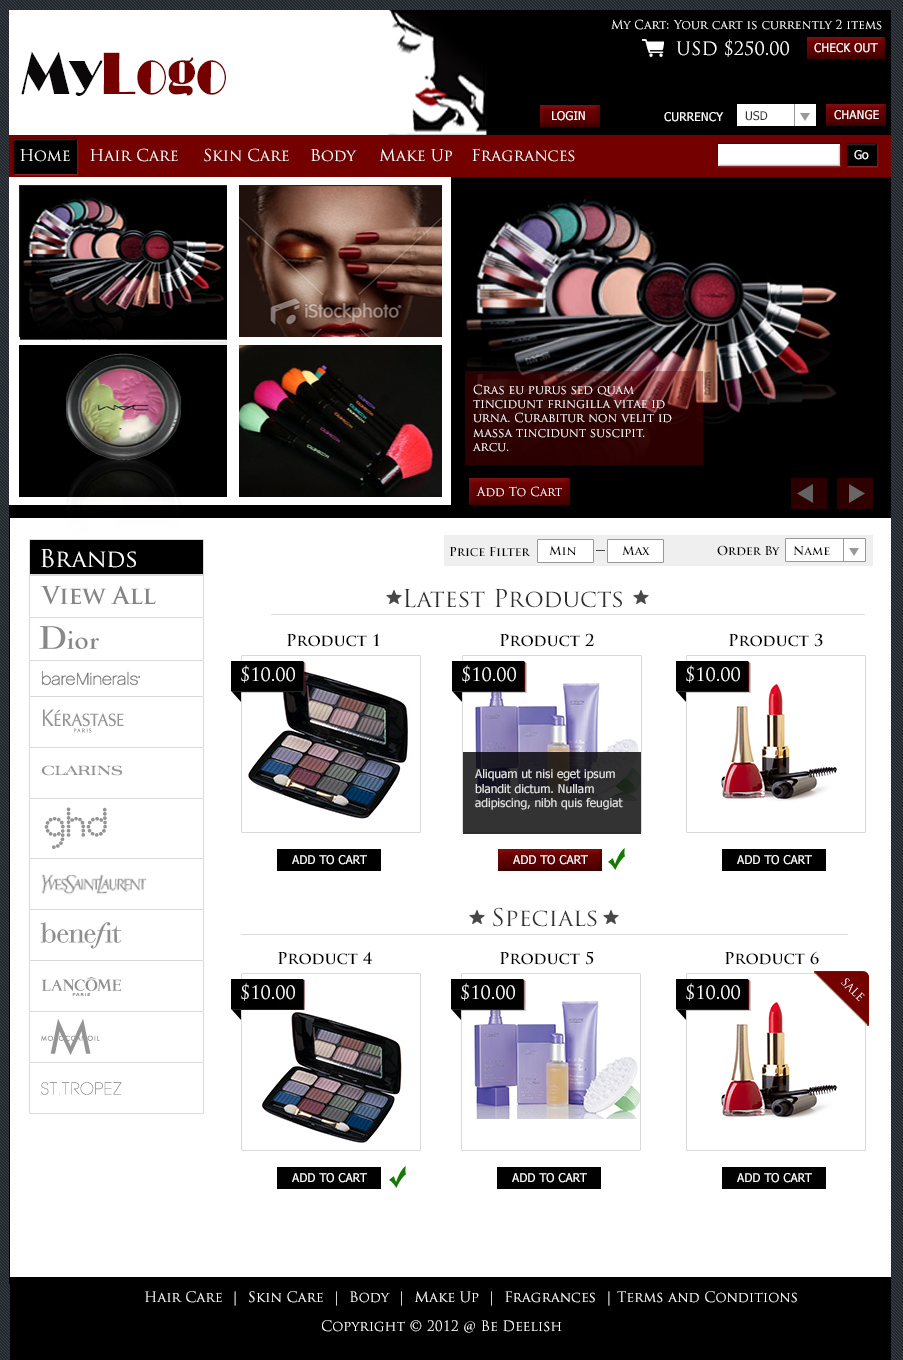 My Cart: Your cart is currently 2 items
USD $250.00
CHECK OUT
MyLogo
LOGIN
CURRENCY
USD
CHANGE
Home
Hair Care
Skin Care
Body
Make Up
Fragrances
Go
iStockphoto
MAC
Cras eu purus sed quam
tincidunt fringilla vitae id
urna. Curabitur non velit id
massa tincidunt suscipit.
arcu.
Add To Cart
Brands
View All
Dior
bareMinerals
KÉRASTASE
PARIS
CLARINS
ghd
YVESSAINTLAURENT
benefit
LANCÔME
PARIS
M
MOROCCANOIL
ST.TROPEZ
Price Filter
Min
–
Max
Order By
Name
Latest Products
Product 1
Product 2
Product 3
$10.00
$10.00
$10.00
Aliquam ut nisi eget ipsum
blandit dictum. Nullam
adipiscing, nibh quis feugiat
ADD TO CART
ADD TO CART
ADD TO CART
Specials
Product 4
Product 5
Product 6
$10.00
$10.00
$10.00
SALE
ADD TO CART
ADD TO CART
ADD TO CART
Hair Care | Skin Care | Body | Make Up | Fragrances | Terms and Conditions
Copyright © 2012 @ Be Deelish